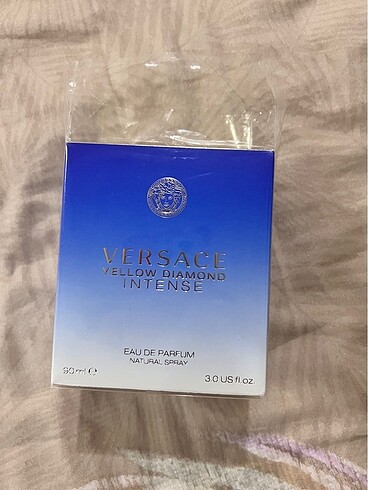 VERSACE
YELLOW DIAMOND
INTENSE
EAU DE PARFUM
NATURAL SPRAY
90 ml ℮
3.0 US fl.oz.